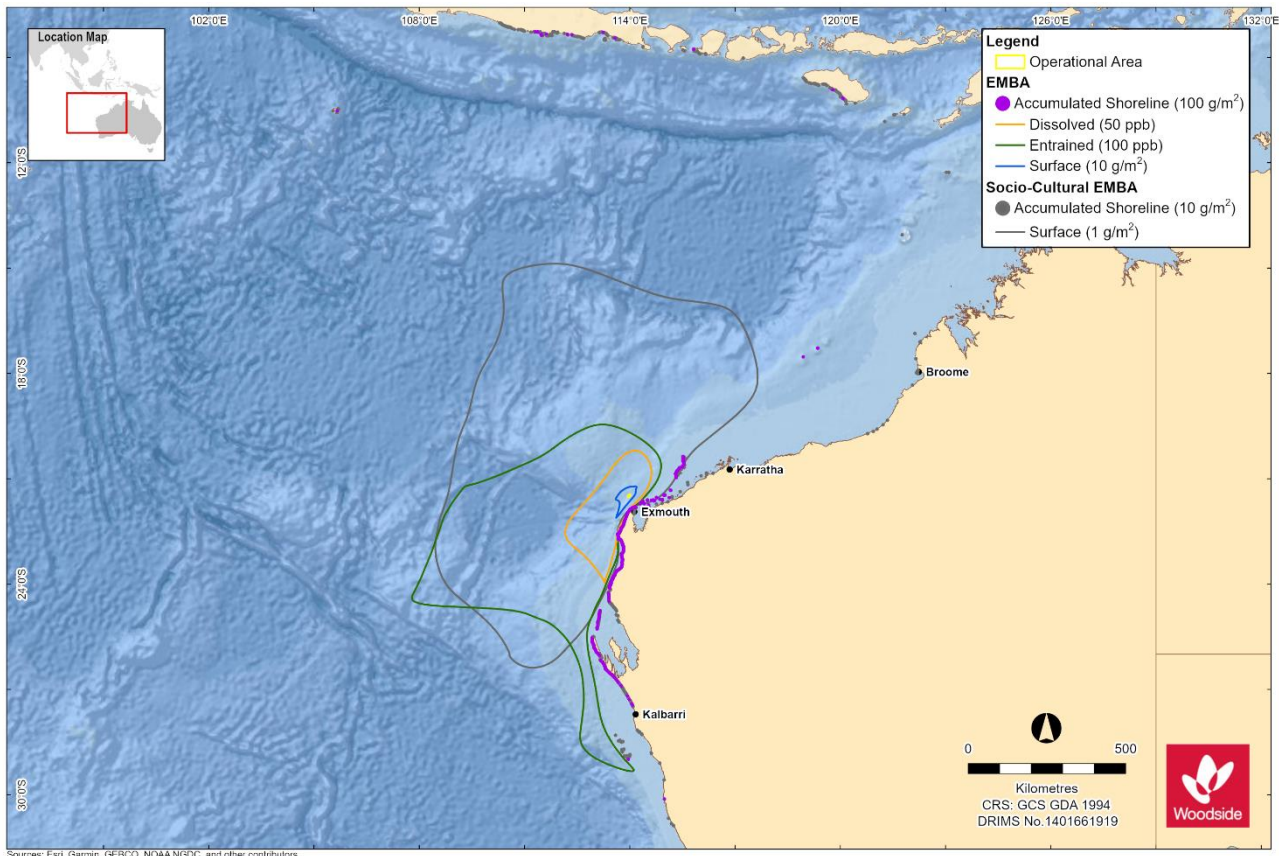 102°0'E
108°0'E
114°0'E
120°0'E
126°0'E
132°0'E
Location Map
Legend
Operational Area
EMBA
Accumulated Shoreline (100 g/m²)
Dissolved (50 ppb)
Entrained (100 ppb)
Surface (10 g/m²)
Socio-Cultural EMBA
Accumulated Shoreline (10 g/m²)
Surface (1 g/m²)
12°0'S
18°0'S
24°0'S
30°0'S
Broome
Karratha
Exmouth
Kalbarri
0
500
Kilometres
CRS: GCS GDA 1994
DRIMS No.1401661919
Woodside
Sources: Esri, Garmin, GEBCO, NOAA NGDC, and other contributors